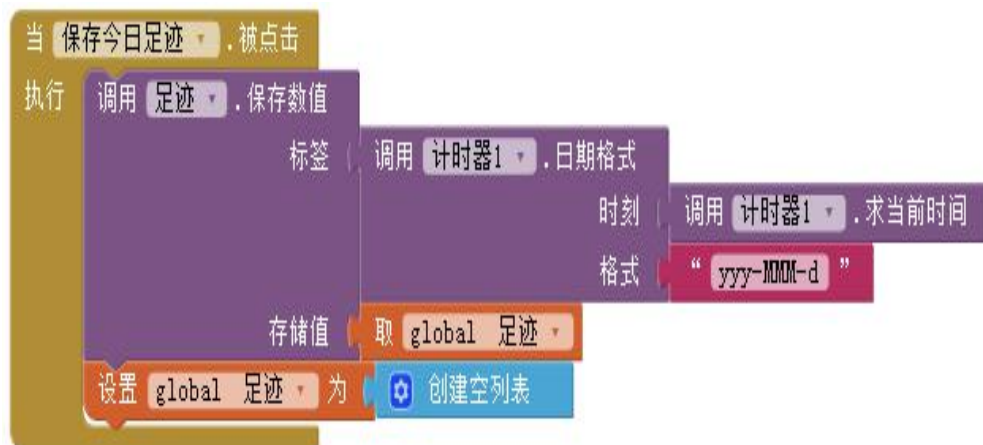 当 保存今日足迹 .被点击
执行 调用 足迹 .保存数值
标签 调用 计时器1 .日期格式
时刻 调用 计时器1 .求当前时间
格式 “ yyy-MMM-d ”
存储值 取 global 足迹
设置 global 足迹 为 创建空列表